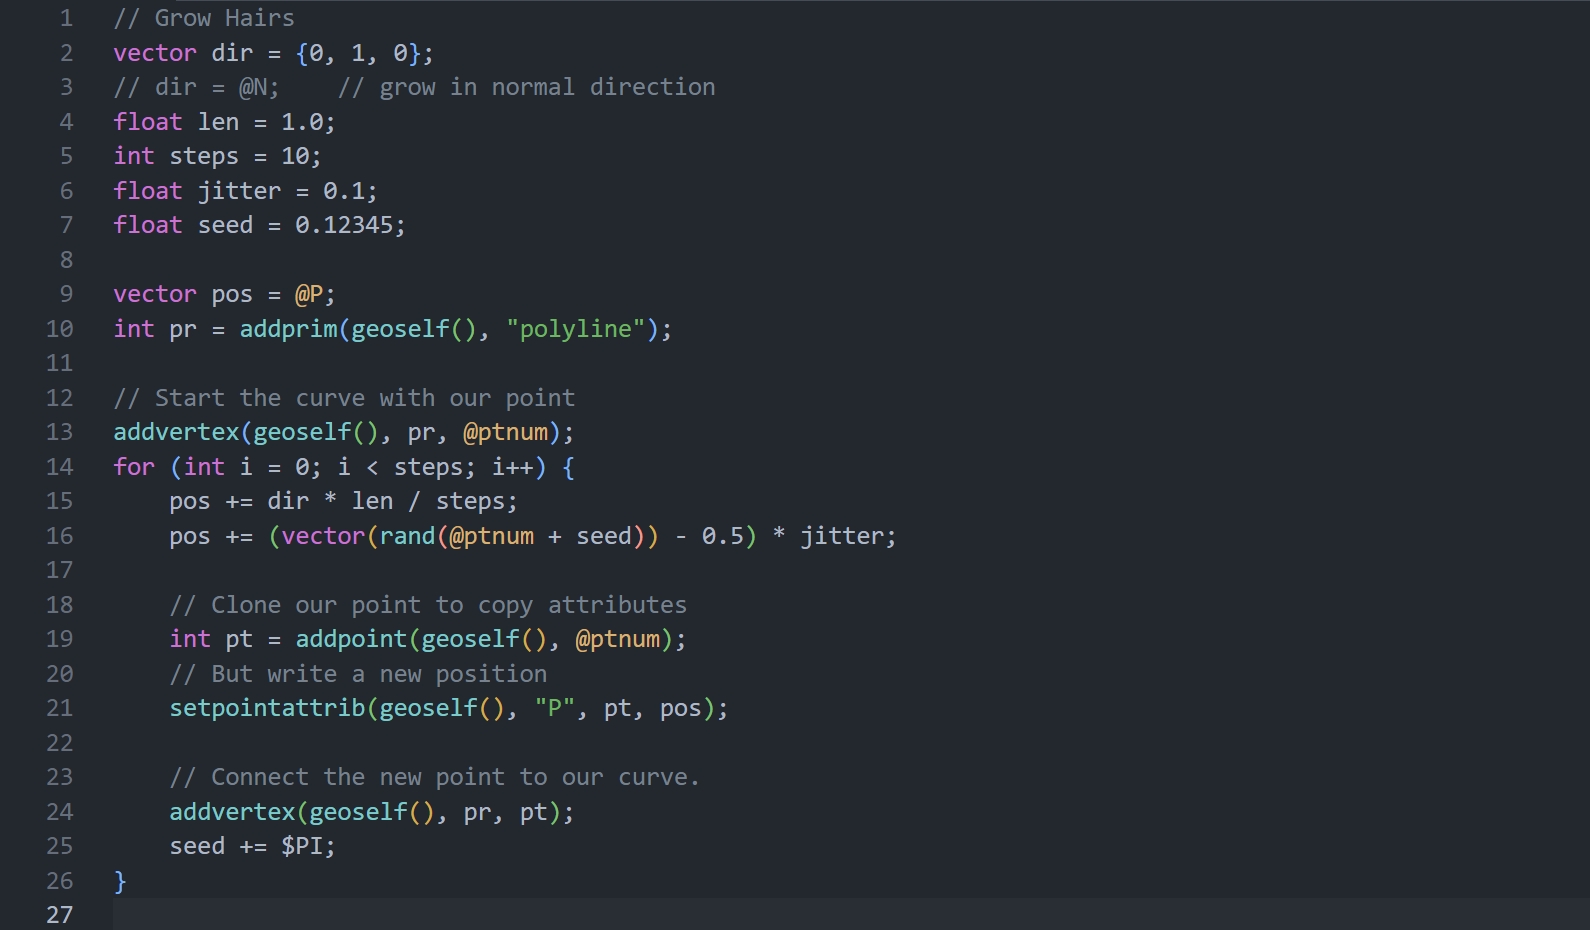 1 // Grow Hairs
2 vector dir = {0, 1, 0};
3 // dir = @N;    // grow in normal direction
4 float len = 1.0;
5 int steps = 10;
6 float jitter = 0.1;
7 float seed = 0.12345;
8
9 vector pos = @P;
10 int pr = addprim(geoself(), "polyline");
11
12 // Start the curve with our point
13 addvertex(geoself(), pr, @ptnum);
14 for (int i = 0; i < steps; i++) {
15     pos += dir * len / steps;
16     pos += (vector(rand(@ptnum + seed)) - 0.5) * jitter;
17
18     // Clone our point to copy attributes
19     int pt = addpoint(geoself(), @ptnum);
20     // But write a new position
21     setpointattrib(geoself(), "P", pt, pos);
22
23     // Connect the new point to our curve.
24     addvertex(geoself(), pr, pt);
25     seed += $PI;
26 }
27